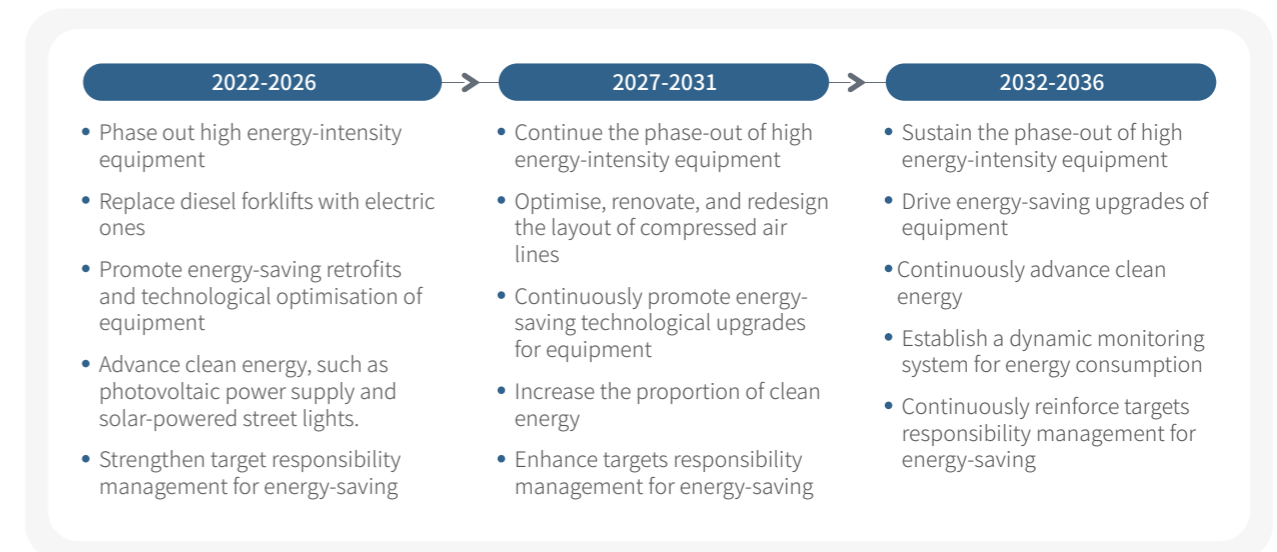 2022-2026
• Phase out high energy-intensity
equipment
• Replace diesel forklifts with electric
ones
• Promote energy-saving retrofits
and technological optimisation of
equipment
• Advance clean energy, such as
photovoltaic power supply and
solar-powered street lights.
• Strengthen target responsibility
management for energy-saving
2027-2031
• Continue the phase-out of high
energy-intensity equipment
• Optimise, renovate, and redesign
the layout of compressed air
lines
• Continuously promote energy-
saving technological upgrades
for equipment
• Increase the proportion of clean
energy
• Enhance targets responsibility
management for energy-saving
2032-2036
• Sustain the phase-out of high
energy-intensity equipment
• Drive energy-saving upgrades of
equipment
• Continuously advance clean
energy
• Establish a dynamic monitoring
system for energy consumption
• Continuously reinforce targets
responsibility management for
energy-saving